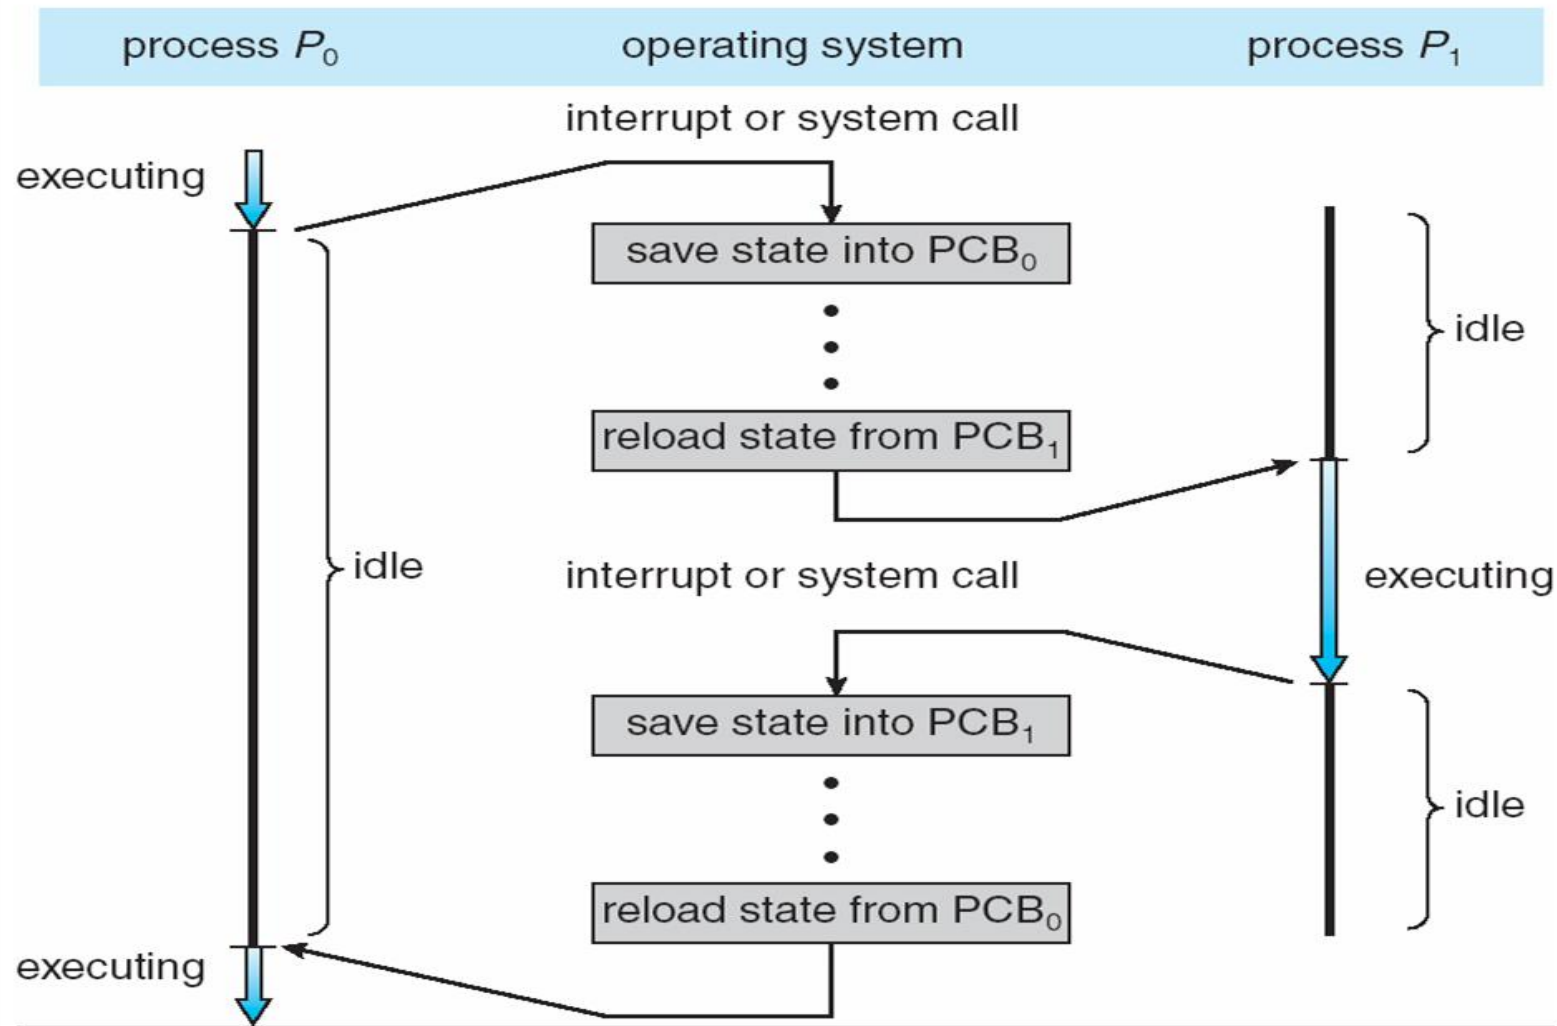 process P₀ operating system process P₁
interrupt or system call
executing
save state into PCB₀
idle
reload state from PCB₁
idle
interrupt or system call
executing
save state into PCB₁
idle
reload state from PCB₀
executing